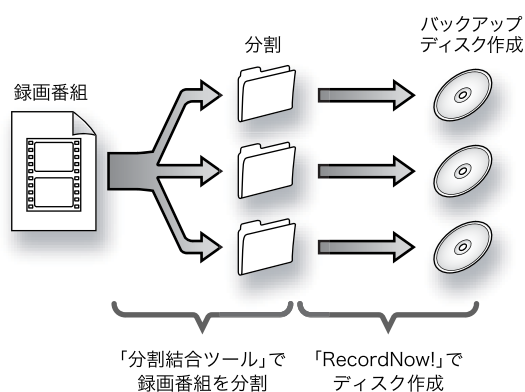 バックアップ
ディスク作成
分割
録画番組
「分割結合ツール」で
録画番組を分割
「RecordNow!」で
ディスク作成